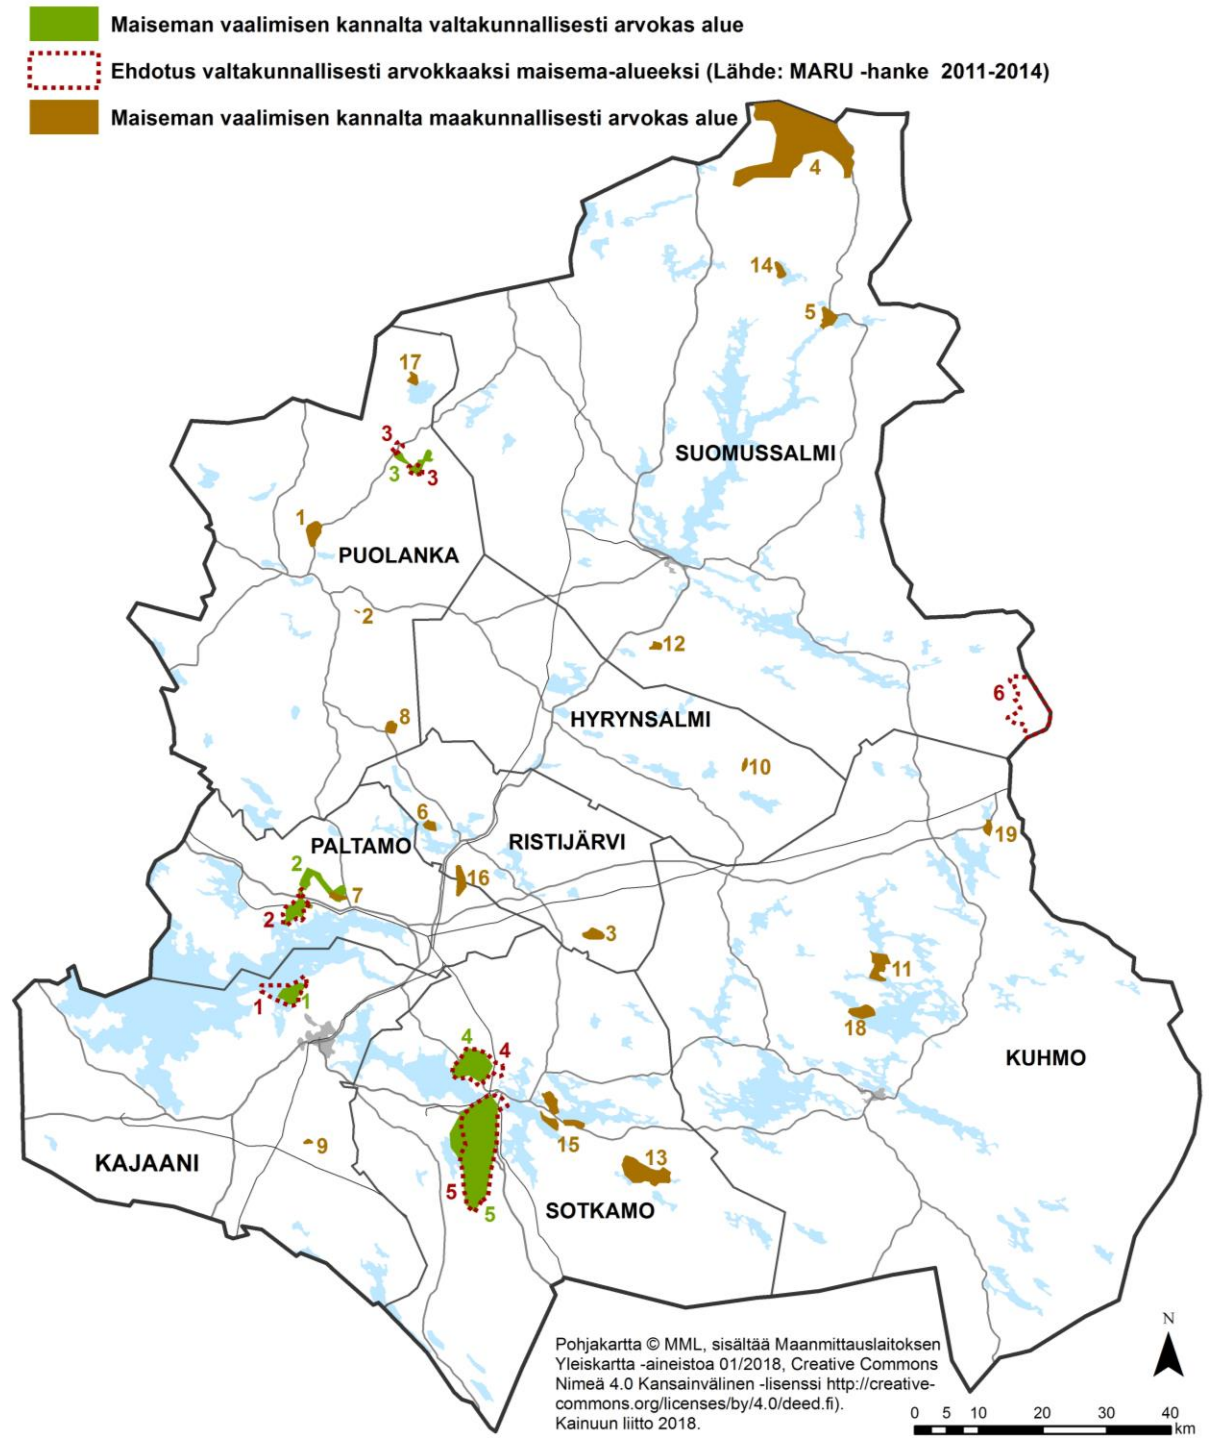 Maiseman vaalimisen kannalta valtakunnallisesti arvokas alue
Ehdotus valtakunnallisesti arvokkaaksi maisema-alueeksi (Lähde: MARU -hanke 2011-2014)
Maiseman vaalimisen kannalta maakunnallisesti arvokas alue
4
14
5
17
3
3
3
SUOMUSSALMI
1
PUOLANKA
2
12
6
8
HYRYNSALMI
10
6
19
PALTAMO
RISTIJÄRVI
2
16
7
2
3
11
1
1
18
4
4
KUHMO
15
9
13
KAJAANI
5
5
SOTKAMO
N
Pohjakartta © MML, sisältää Maanmittauslaitoksen
Yleiskartta -aineistoa 01/2018, Creative Commons
Nimeä 4.0 Kansainvälinen -lisenssi http://creative-
commons.org/licenses/by/4.0/deed.fi).
Kainuun liitto 2018.
0 5 10 20 30 40
km